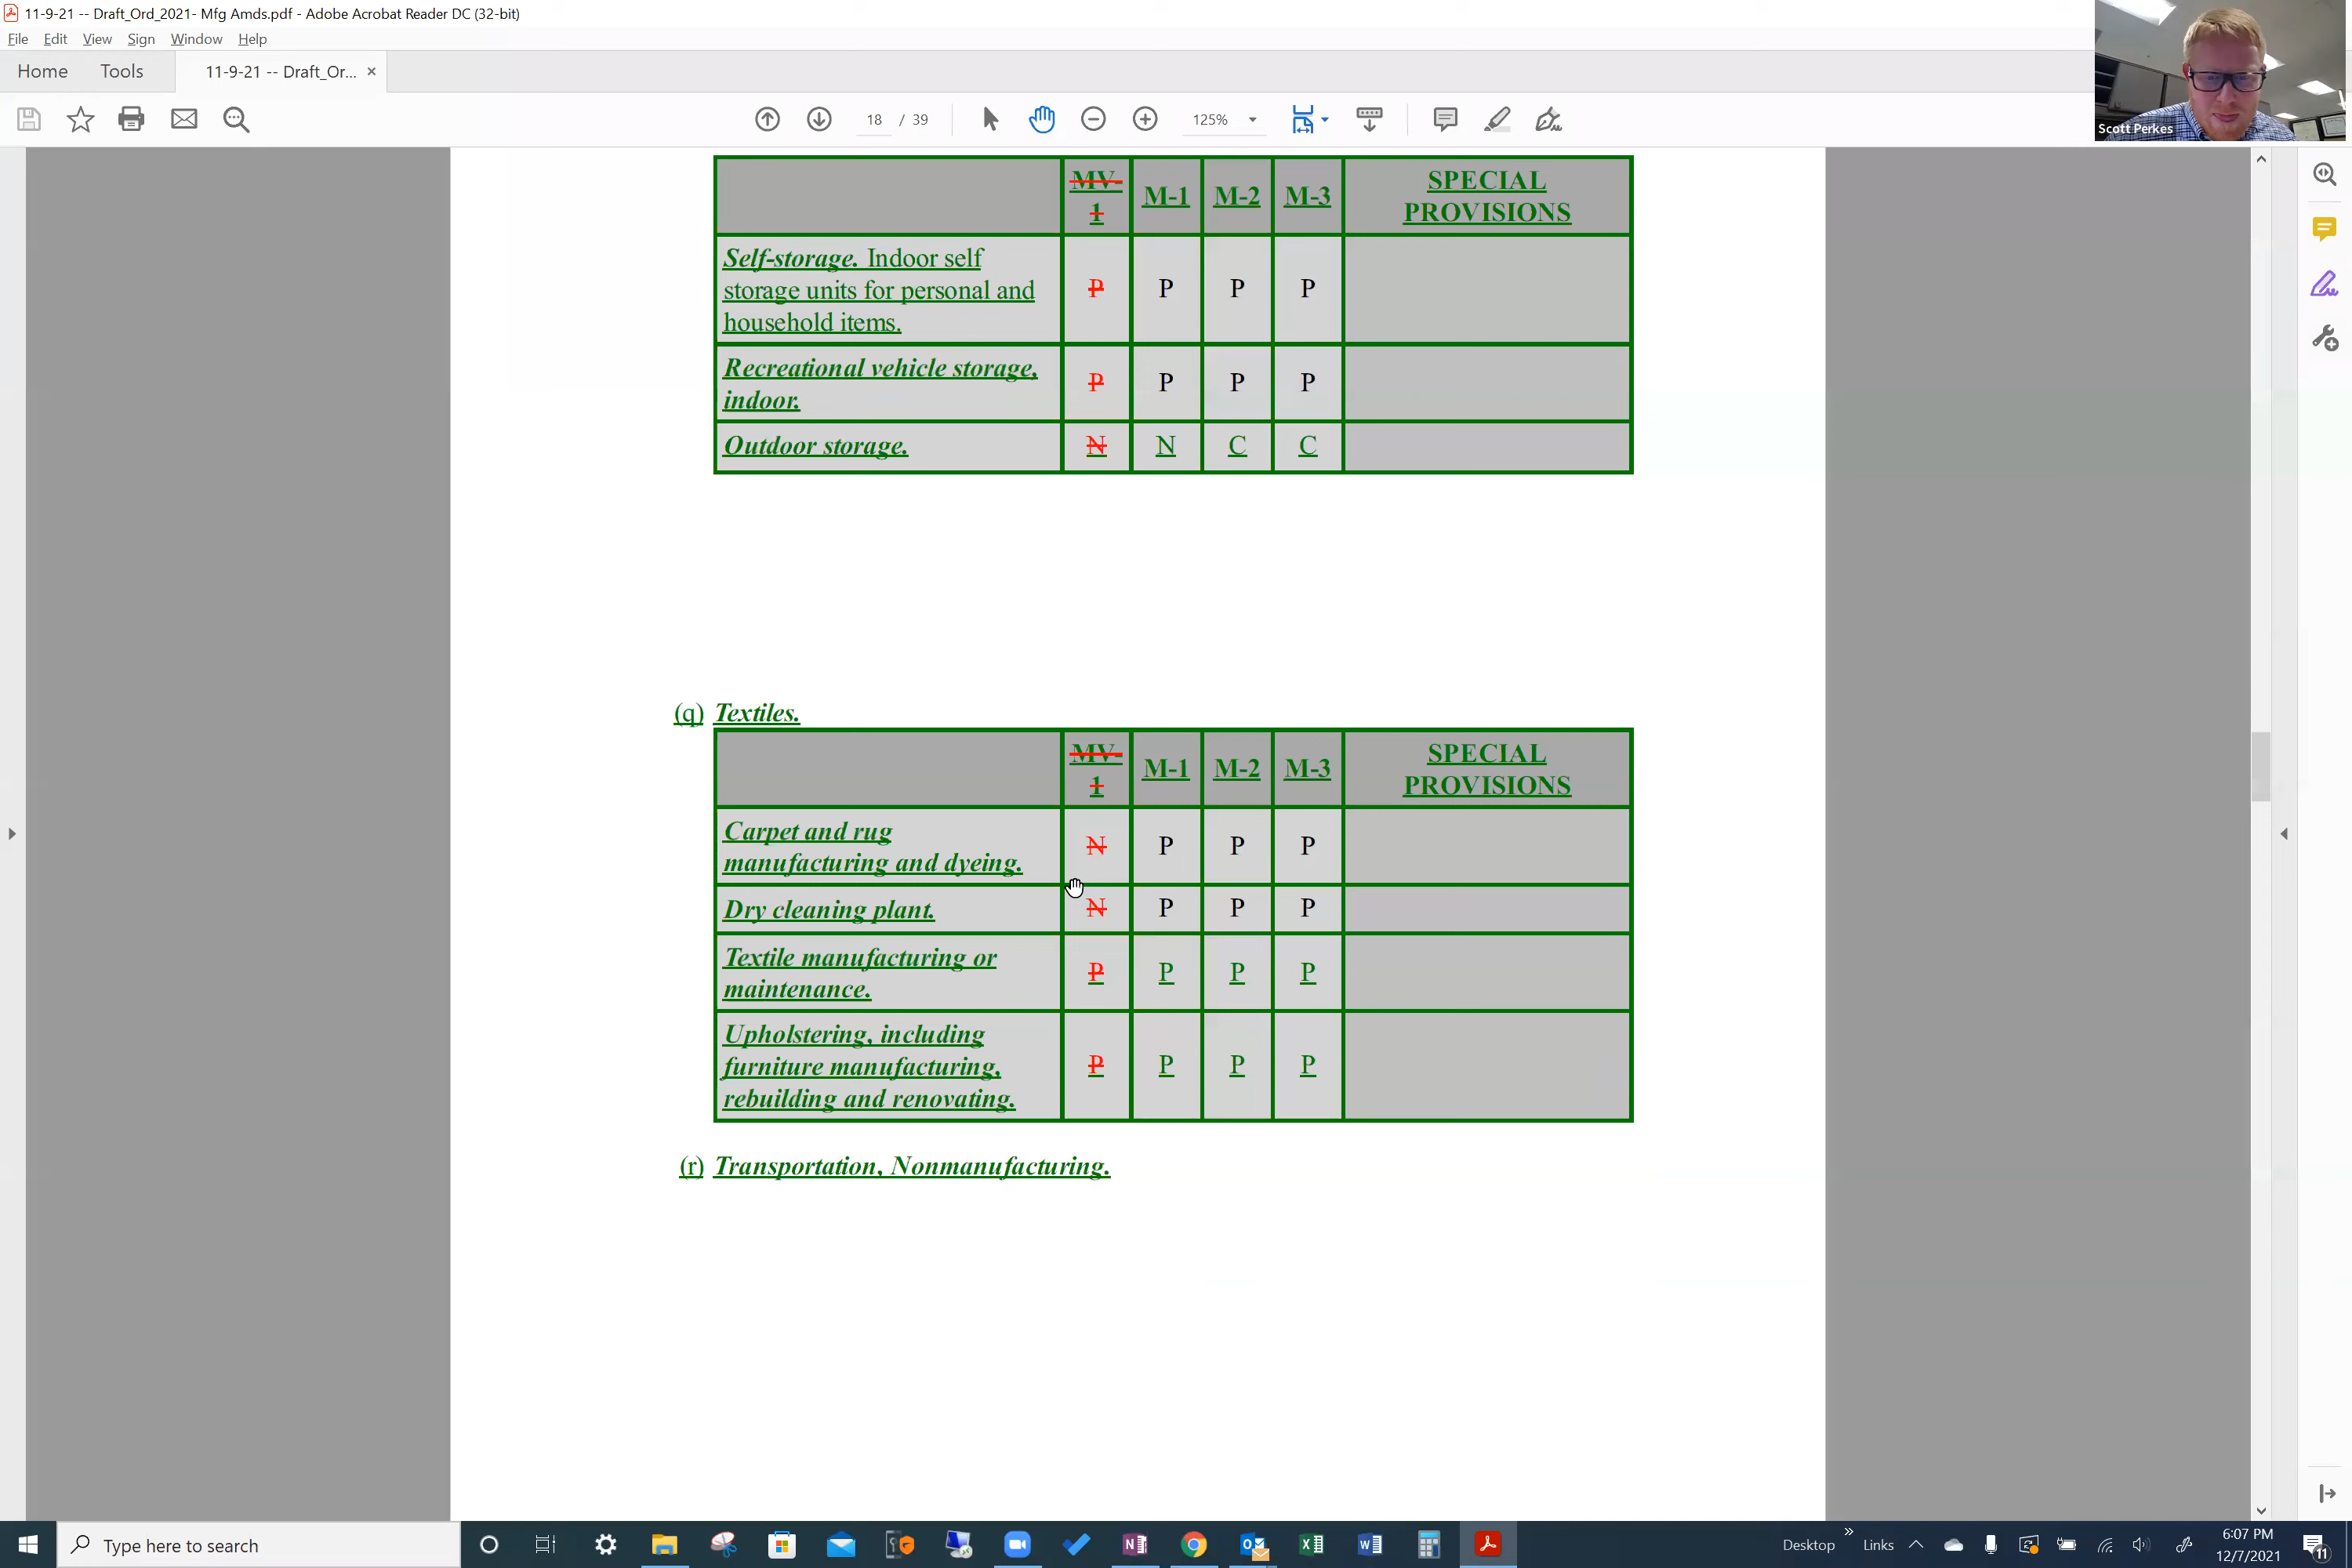 11-9-21 -- Draft_Ord_2021- Mfg Amds.pdf - Adobe Acrobat Reader DC (32-bit)
File Edit View Sign Window Help
Home Tools 11-9-21 -- Draft_Or... ×
18 / 39 125%
Scott Perkes
MV-1 M-1 M-2 M-3 SPECIAL PROVISIONS
Self-storage. Indoor self
storage units for personal and
household items.
P P P P
Recreational vehicle storage,
indoor.
P P P P
Outdoor storage. N N C C
(q) Textiles.
MV-1 M-1 M-2 M-3 SPECIAL PROVISIONS
Carpet and rug
manufacturing and dyeing.
N P P P
Dry cleaning plant. N P P P
Textile manufacturing or
maintenance.
P P P P
Upholstering, including
furniture manufacturing,
rebuilding and renovating.
P P P P
(r) Transportation, Nonmanufacturing.
Type here to search
Desktop » Links
6:07 PM
12/7/2021
11